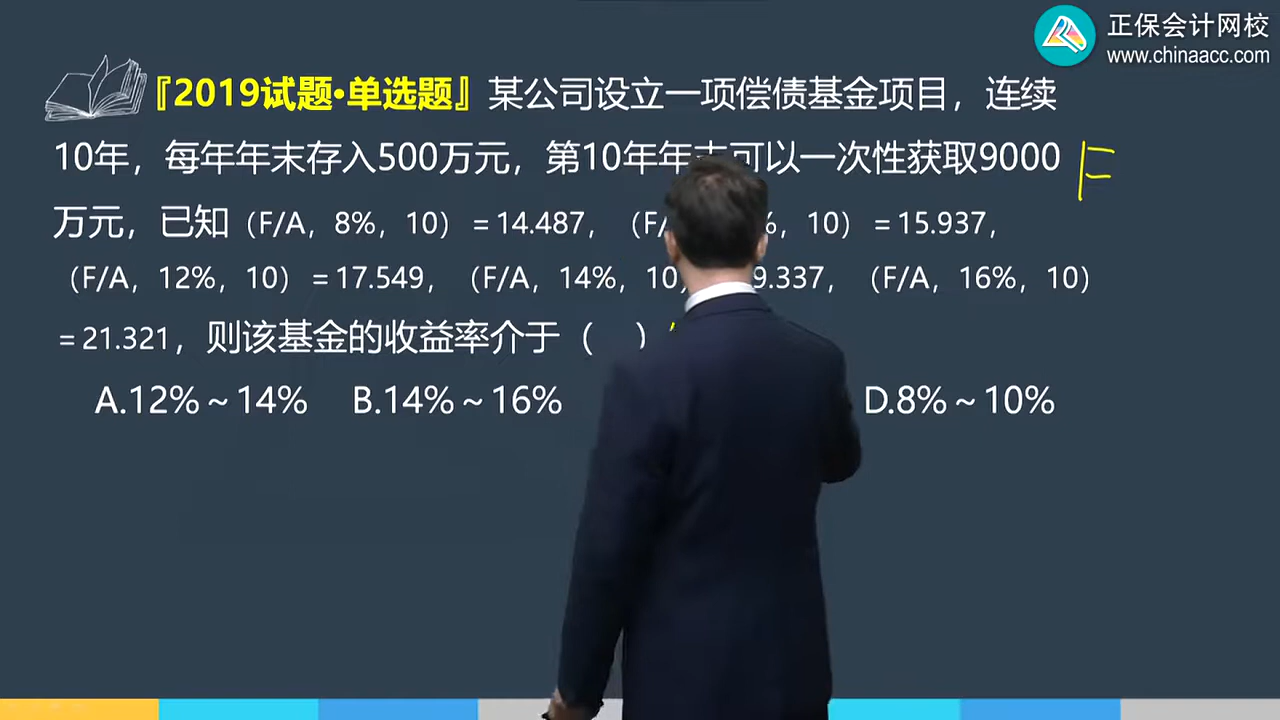 正保会计网校
www.chinaacc.com
『2019试题·单选题』某公司设立一项偿债基金项目，连续
10年，每年年末存入500万元，第10年年末可以一次性获取9000
F
万元，已知（F/A，8%，10）＝14.487，（F/ %，10）＝15.937，
（F/A，12%，10）＝17.549，（F/A，14%，10 9.337，（F/A，16%，10）
＝21.321，则该基金的收益率介于（ ）
A.12%～14% B.14%～16% D.8%～10%